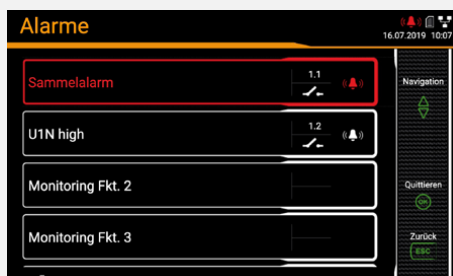 Alarme
16.07.2019 10:07
Sammelalarm
1.1
Navigation
U1N high
1.2
Monitoring Fkt. 2
Quittieren
OK
Monitoring Fkt. 3
Zurück
ESC